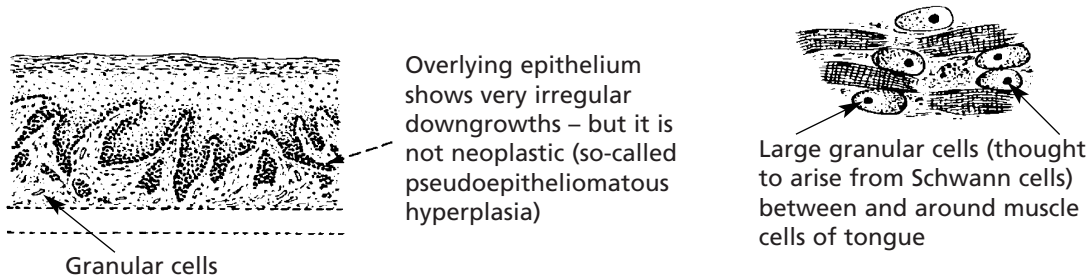 Overlying epithelium
shows very irregular
downgrowths – but it is
not neoplastic (so-called
pseudoepitheliomatous
hyperplasia)
Granular cells
Large granular cells (thought
to arise from Schwann cells)
between and around muscle
cells of tongue